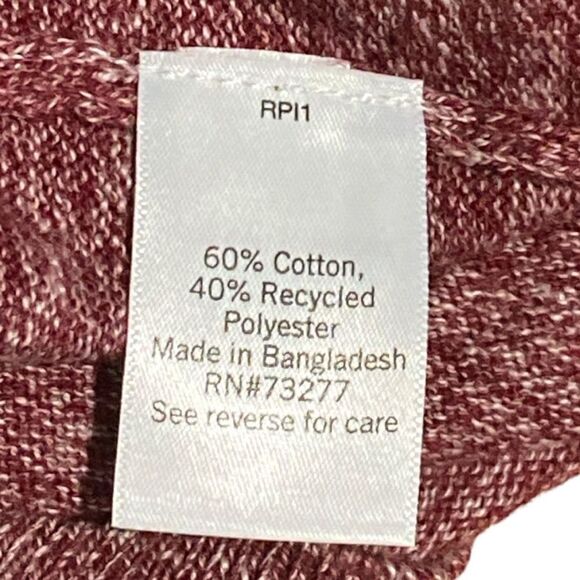 RPI1
60% Cotton,
40% Recycled
Polyester
Made in Bangladesh
RN#73277
See reverse for care